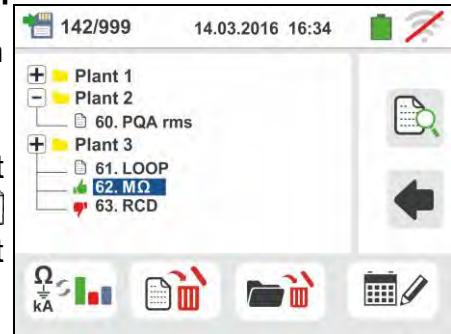 142/999 14.03.2016 16:34
Plant 1
Plant 2
60. PQA rms
Plant 3
61. LOOP
62. MΩ
63. RCD
Ω
kA